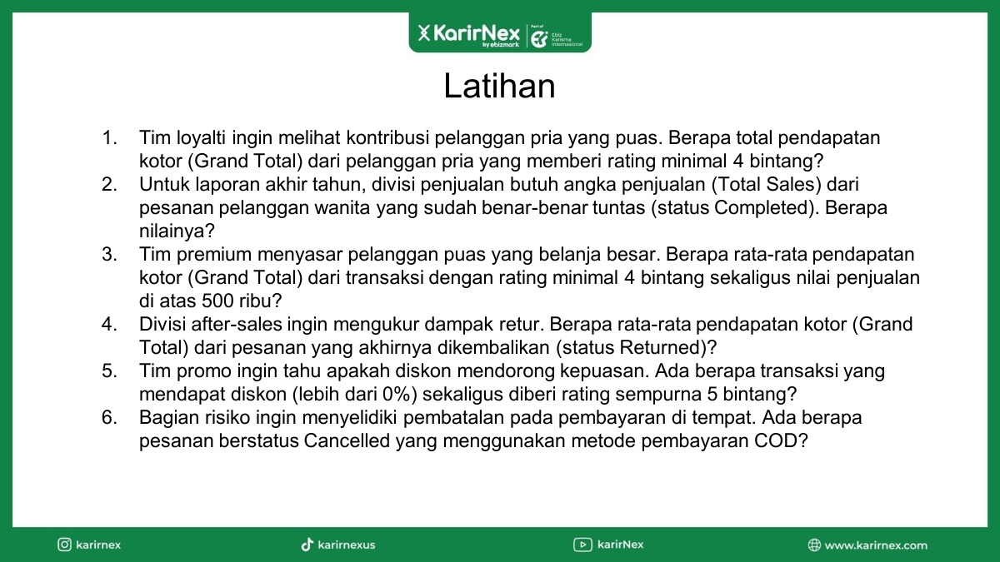 KarirNex
by ebizmark
Part of
Ebiz
Karisma
Internasional
Latihan
1. Tim loyalti ingin melihat kontribusi pelanggan pria yang puas. Berapa total pendapatan
kotor (Grand Total) dari pelanggan pria yang memberi rating minimal 4 bintang?
2. Untuk laporan akhir tahun, divisi penjualan butuh angka penjualan (Total Sales) dari
pesanan pelanggan wanita yang sudah benar-benar tuntas (status Completed). Berapa
nilainya?
3. Tim premium menyasar pelanggan puas yang belanja besar. Berapa rata-rata pendapatan
kotor (Grand Total) dari transaksi dengan rating minimal 4 bintang sekaligus nilai penjualan
di atas 500 ribu?
4. Divisi after-sales ingin mengukur dampak retur. Berapa rata-rata pendapatan kotor (Grand
Total) dari pesanan yang akhirnya dikembalikan (status Returned)?
5. Tim promo ingin tahu apakah diskon mendorong kepuasan. Ada berapa transaksi yang
mendapat diskon (lebih dari 0%) sekaligus diberi rating sempurna 5 bintang?
6. Bagian risiko ingin menyelidiki pembatalan pada pembayaran di tempat. Ada berapa
pesanan berstatus Cancelled yang menggunakan metode pembayaran COD?
karirnex
karirnexus
karirNex
www.karirnex.com